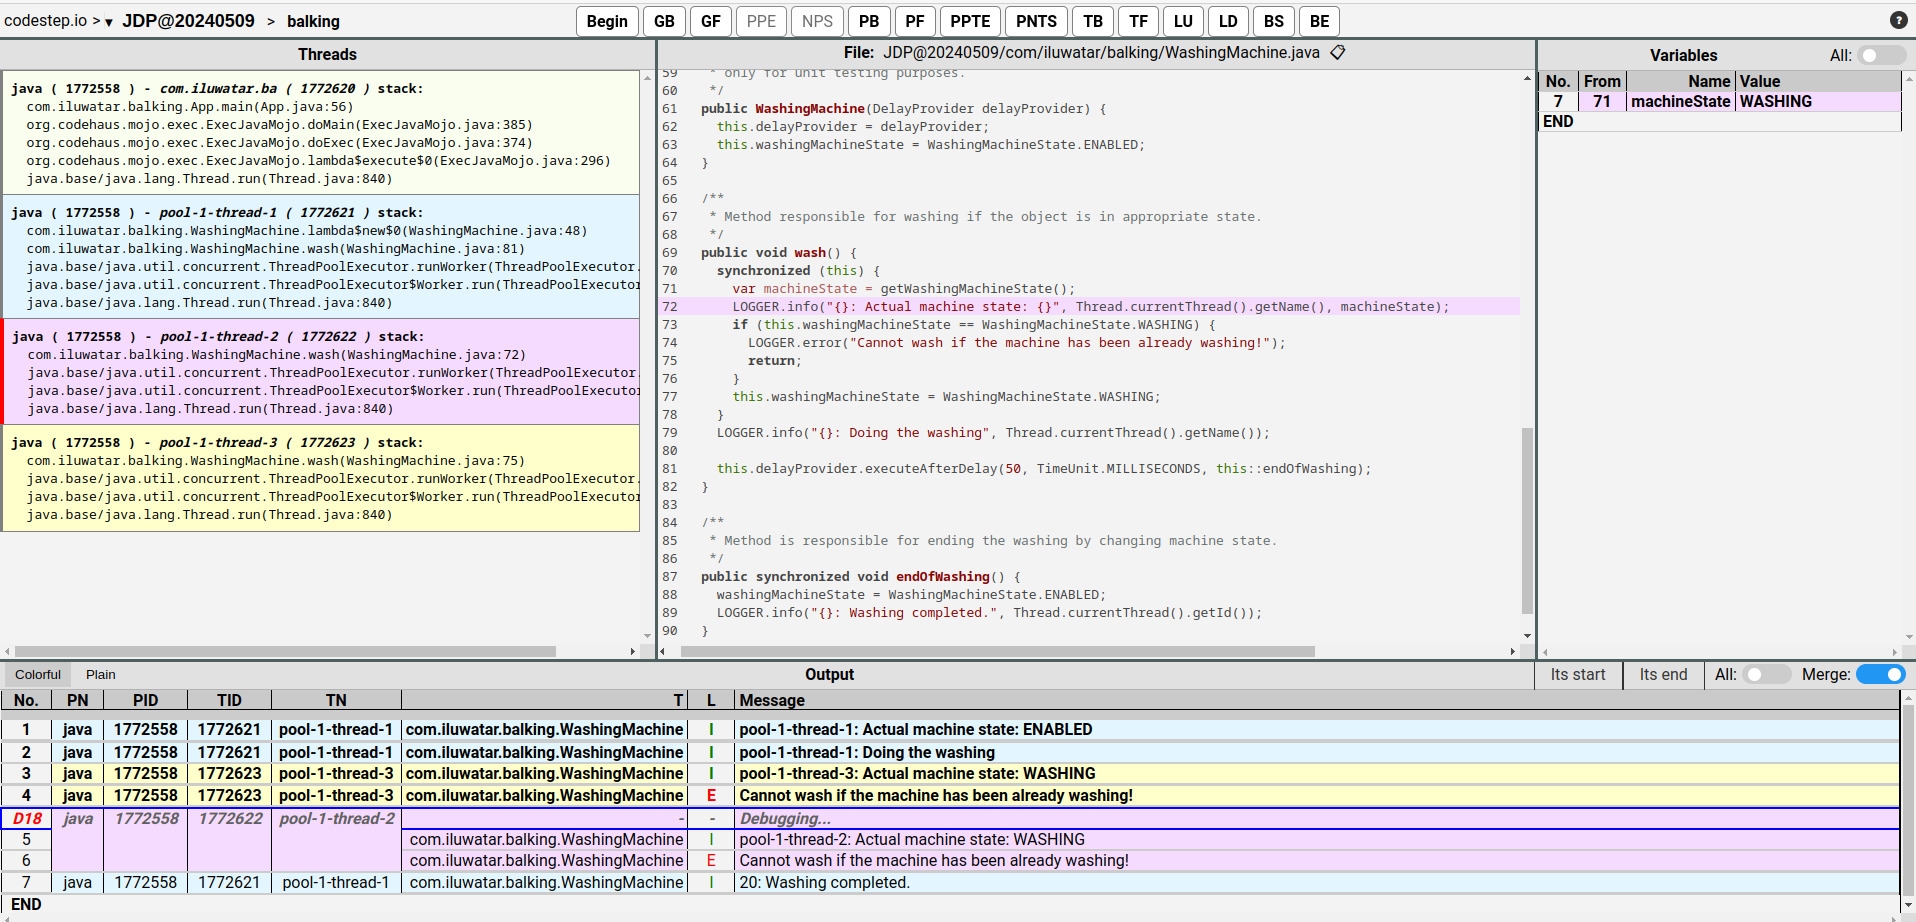 codestep.io > ▾ JDP@20240509 > balking Begin GB GF PPE NPS PB PF PPTE PNTS TB TF LU LD BS BE ?
Threads
java ( 1772558 ) - com.iluwatar.ba ( 1772620 ) stack:
com.iluwatar.balking.App.main(App.java:56)
org.codehaus.mojo.exec.ExecJavaMojo.doMain(ExecJavaMojo.java:385)
org.codehaus.mojo.exec.ExecJavaMojo.doExec(ExecJavaMojo.java:374)
org.codehaus.mojo.exec.ExecJavaMojo.lambda$execute$0(ExecJavaMojo.java:296)
java.base/java.lang.Thread.run(Thread.java:840)
java ( 1772558 ) - pool-1-thread-1 ( 1772621 ) stack:
com.iluwatar.balking.WashingMachine.lambda$new$0(WashingMachine.java:48)
com.iluwatar.balking.WashingMachine.wash(WashingMachine.java:81)
java.base/java.util.concurrent.ThreadPoolExecutor.runWorker(ThreadPoolExecutor.
java.base/java.util.concurrent.ThreadPoolExecutor$Worker.run(ThreadPoolExecutor
java.base/java.lang.Thread.run(Thread.java:840)
java ( 1772558 ) - pool-1-thread-2 ( 1772622 ) stack:
com.iluwatar.balking.WashingMachine.wash(WashingMachine.java:72)
java.base/java.util.concurrent.ThreadPoolExecutor.runWorker(ThreadPoolExecutor.
java.base/java.util.concurrent.ThreadPoolExecutor$Worker.run(ThreadPoolExecutor
java.base/java.lang.Thread.run(Thread.java:840)
java ( 1772558 ) - pool-1-thread-3 ( 1772623 ) stack:
com.iluwatar.balking.WashingMachine.wash(WashingMachine.java:75)
java.base/java.util.concurrent.ThreadPoolExecutor.runWorker(ThreadPoolExecutor.
java.base/java.util.concurrent.ThreadPoolExecutor$Worker.run(ThreadPoolExecutor
java.base/java.lang.Thread.run(Thread.java:840)
File: JDP@20240509/com/iluwatar/balking/WashingMachine.java
59 * only for unit testing purposes.
60 */
61 public WashingMachine(DelayProvider delayProvider) {
62 this.delayProvider = delayProvider;
63 this.washingMachineState = WashingMachineState.ENABLED;
64 }
65
66 /**
67 * Method responsible for washing if the object is in appropriate state.
68 */
69 public void wash() {
70 synchronized (this) {
71 var machineState = getWashingMachineState();
72 LOGGER.info("{}: Actual machine state: {}", Thread.currentThread().getName(), machineState);
73 if (this.washingMachineState == WashingMachineState.WASHING) {
74 LOGGER.error("Cannot wash if the machine has been already washing!");
75 return;
76 }
77 this.washingMachineState = WashingMachineState.WASHING;
78 }
79 LOGGER.info("{}: Doing the washing", Thread.currentThread().getName());
80
81 this.delayProvider.executeAfterDelay(50, TimeUnit.MILLISECONDS, this::endOfWashing);
82 }
83
84 /**
85 * Method is responsible for ending the washing by changing machine state.
86 */
87 public synchronized void endOfWashing() {
88 washingMachineState = WashingMachineState.ENABLED;
89 LOGGER.info("{}: Washing completed.", Thread.currentThread().getId());
90 }
Variables All:
No. From Name Value
7 71 machineState WASHING
END
Colorful Plain Output Its start Its end All: Merge:
No. PN PID TID TN T L Message
1 java 1772558 1772621 pool-1-thread-1 com.iluwatar.balking.WashingMachine I pool-1-thread-1: Actual machine state: ENABLED
2 java 1772558 1772621 pool-1-thread-1 com.iluwatar.balking.WashingMachine I pool-1-thread-1: Doing the washing
3 java 1772558 1772623 pool-1-thread-3 com.iluwatar.balking.WashingMachine I pool-1-thread-3: Actual machine state: WASHING
4 java 1772558 1772623 pool-1-thread-3 com.iluwatar.balking.WashingMachine E Cannot wash if the machine has been already washing!
D18 java 1772558 1772622 pool-1-thread-2 - - Debugging...
5 com.iluwatar.balking.WashingMachine I pool-1-thread-2: Actual machine state: WASHING
6 com.iluwatar.balking.WashingMachine E Cannot wash if the machine has been already washing!
7 java 1772558 1772621 pool-1-thread-1 com.iluwatar.balking.WashingMachine I 20: Washing completed.
END